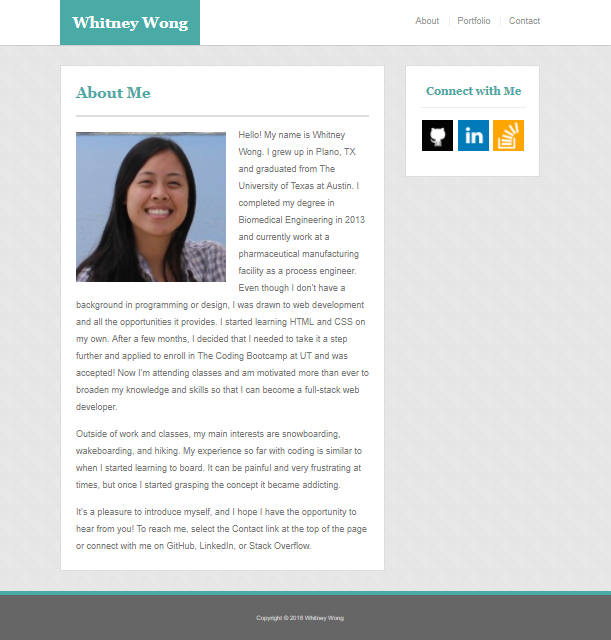 Whitney Wong
About
Portfolio
Contact
About Me
Hello! My name is Whitney
Wong. I grew up in Plano, TX
and graduated from The
University of Texas at Austin. I
completed my degree in
Biomedical Engineering in 2013
and currently work at a
pharmaceutical manufacturing
facility as a process engineer.
Even though I don't have a
background in programming or design, I was drawn to web development
and all the opportunities it provides. I started learning HTML and CSS on
my own. After a few months, I decided that I needed to take it a step
further and applied to enroll in The Coding Bootcamp at UT and was
accepted! Now I'm attending classes and am motivated more than ever to
broaden my knowledge and skills so that I can become a full-stack web
developer.
Outside of work and classes, my main interests are snowboarding,
wakeboarding, and hiking. My experience so far with coding is similar to
when I started learning to board. It can be painful and very frustrating at
times, but once I started grasping the concept it became addicting.
It's a pleasure to introduce myself, and I hope I have the opportunity to
hear from you! To reach me, select the Contact link at the top of the page
or connect with me on GitHub, LinkedIn, or Stack Overflow.
Connect with Me
in
Copyright © 2016 Whitney Wong